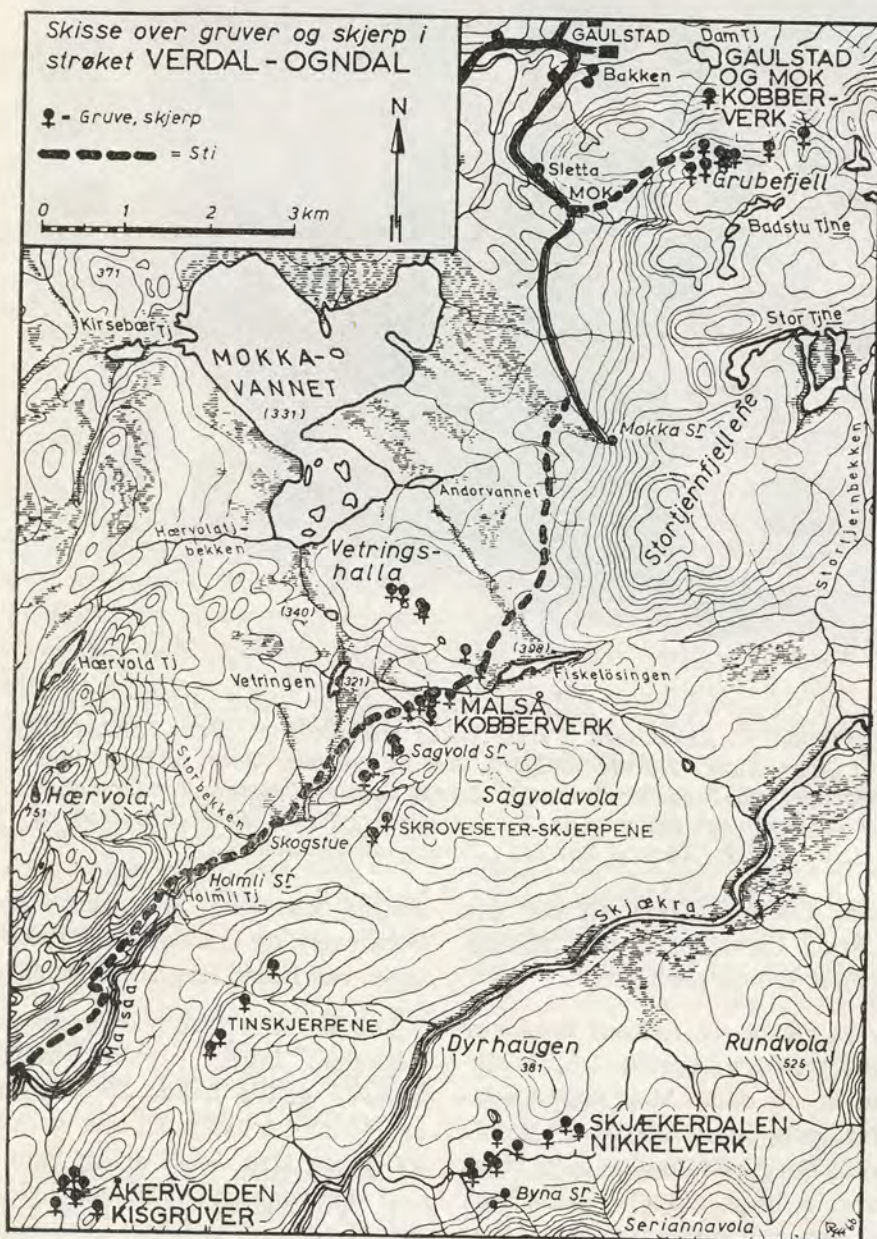 Skisse over gruver og skjerp i
strøket VERDAL-OGNDAL
= Gruve, skjerp
= Sti
N
0 1 2 3 km
GAULSTAD
Dam Tj
Bakken
GAULSTAD
OG MOK
KOBBER-
VERK
Sletta
MOK
Grubefjell
Badstu Tjne
371
Kirsebær Tj
Stor Tjne
MOKKA-
VANNET
(331)
Mokka Sr
Stortjernfjellene
Stortjernbekken
Andorvannet
Hærvolatj-
bekken
Vetrings-
halla
(340)
(398)
Hærvold Tj
Vetringen
(321)
Fiskelösingen
MALSÅ
KOBBERVERK
Sagvold Sr
Storbekken
Hærvola
751
Sagvoldvola
SKROVESETER-SKJERPENE
Skogstue
Holmli Sr
Holmli Tj
Skjækra
Malsåa
TINSKJERPENE
Dyrhaugen
381
Rundvola
525
SKJÆKERDALEN
NIKKELVERK
ÅKERVOLDEN
KISGRUVER
Byna Sr
Seriannavola